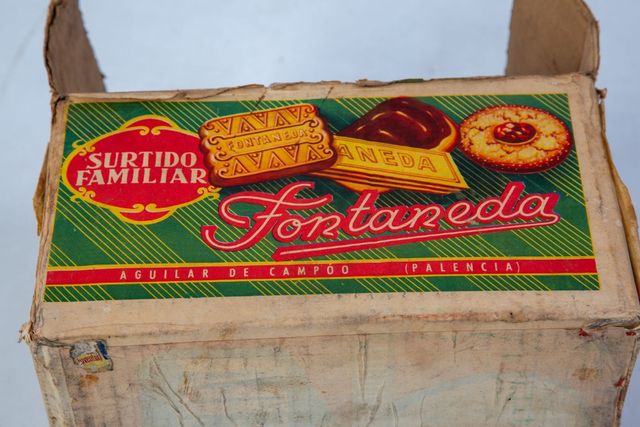 SURTIDO
FAMILIAR
FONTANEDA
ANEDA
Fontaneda
AGUILAR DE CAMPOO (PALENCIA)